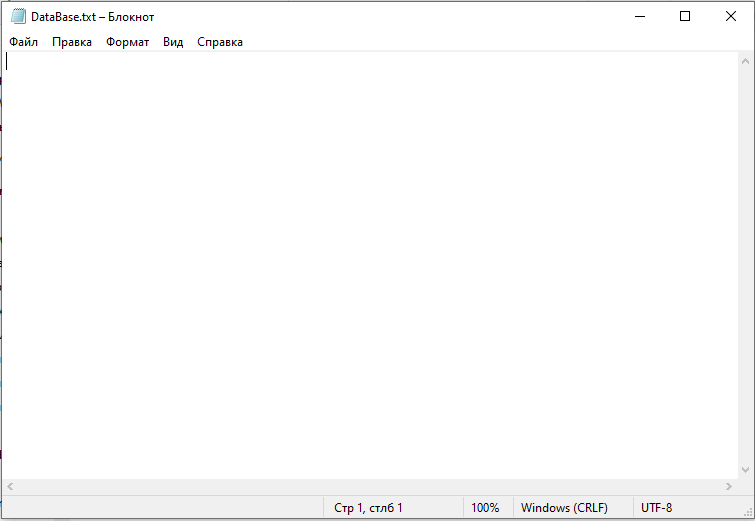 DataBase.txt – Блокнот
Файл Правка Формат Вид Справка
Стр 1, стлб 1 100% Windows (CRLF) UTF-8